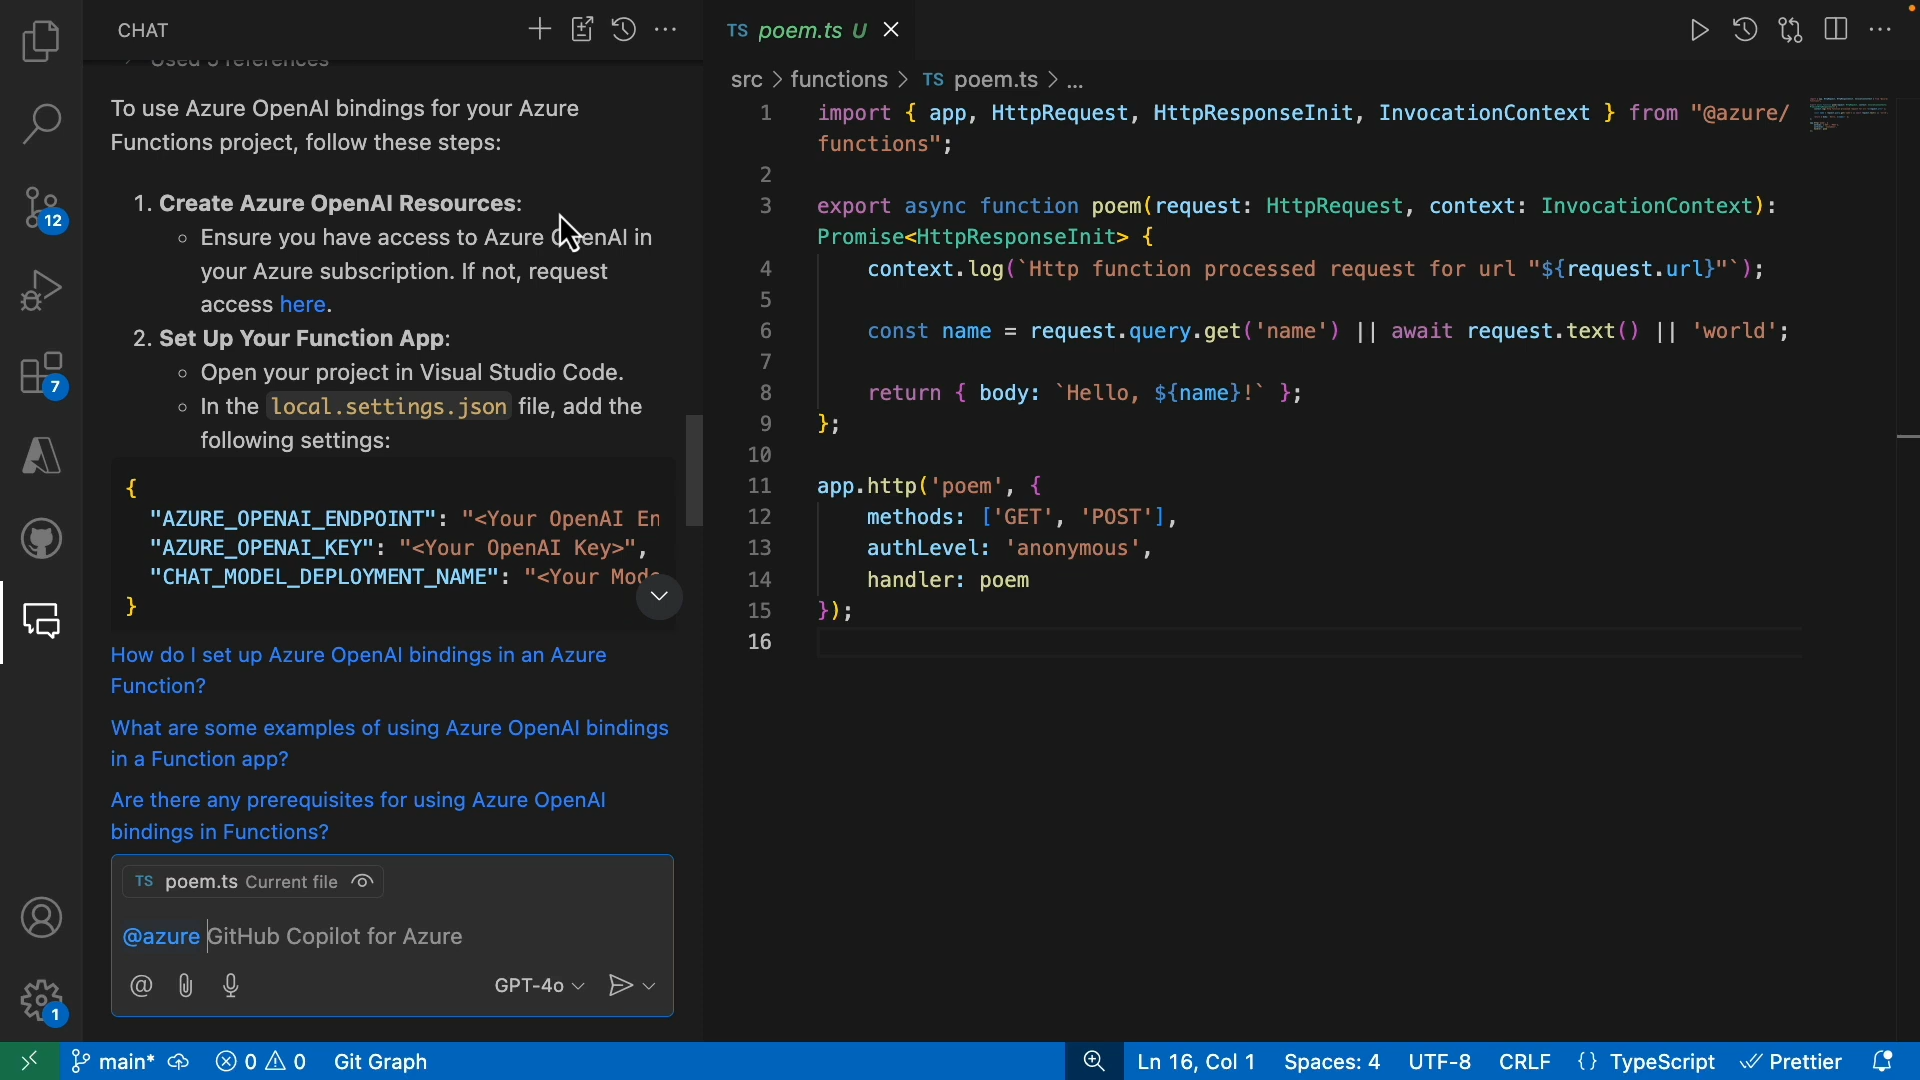 CHAT
TS poem.ts U
Used 5 references
src > functions > TS poem.ts > ...
To use Azure OpenAI bindings for your Azure
Functions project, follow these steps:
1. Create Azure OpenAI Resources:
Ensure you have access to Azure OpenAI in
your Azure subscription. If not, request
access here.
2. Set Up Your Function App:
Open your project in Visual Studio Code.
In the local.settings.json file, add the
following settings:
{
"AZURE_OPENAI_ENDPOINT": "<Your OpenAI En
"AZURE_OPENAI_KEY": "<Your OpenAI Key>",
"CHAT_MODEL_DEPLOYMENT_NAME": "<Your Mode
}
How do I set up Azure OpenAI bindings in an Azure
Function?
What are some examples of using Azure OpenAI bindings
in a Function app?
Are there any prerequisites for using Azure OpenAI
bindings in Functions?
TS poem.ts Current file
@azure GitHub Copilot for Azure
@ GPT-4o
12
7
1
1 import { app, HttpRequest, HttpResponseInit, InvocationContext } from "@azure/
functions";
2
3 export async function poem(request: HttpRequest, context: InvocationContext):
Promise<HttpResponseInit> {
4 context.log(`Http function processed request for url "${request.url}"`);
5
6 const name = request.query.get('name') || await request.text() || 'world';
7
8 return { body: `Hello, ${name}!` };
9 };
10
11 app.http('poem', {
12 methods: ['GET', 'POST'],
13 authLevel: 'anonymous',
14 handler: poem
15 });
16
main* 0 0 Git Graph
Ln 16, Col 1 Spaces: 4 UTF-8 CRLF {} TypeScript Prettier